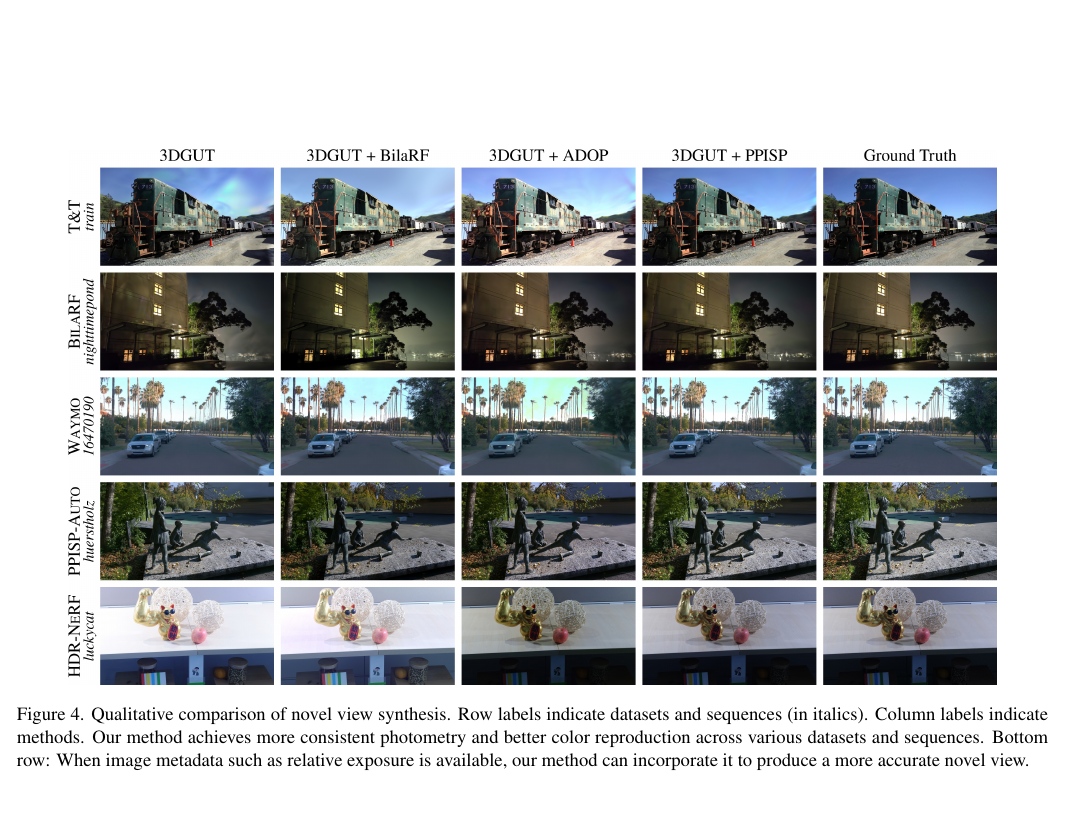 3DGUT
3DGUT + BilaRF
3DGUT + ADOP
3DGUT + PPISP
Ground Truth
T&T
train
BILARF
nighttimepond
WAYMO
16470190
PPISP-AUTO
huerstholz
HDR-NERF
luckycat
Figure 4. Qualitative comparison of novel view synthesis. Row labels indicate datasets and sequences (in italics). Column labels indicate
methods. Our method achieves more consistent photometry and better color reproduction across various datasets and sequences. Bottom
row: When image metadata such as relative exposure is available, our method can incorporate it to produce a more accurate novel view.